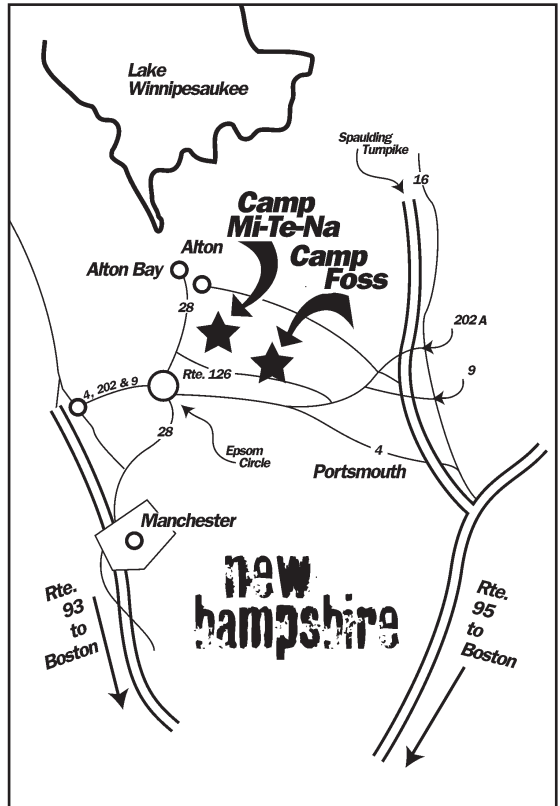 Lake
Winnipesaukee
Spaulding
Turnpike
16
Camp
Mi-Te-Na
Alton
Camp
Foss
Alton Bay
28
202 A
Rte. 126
9
4, 202 & 9
28
Epsom
Circle
4
Portsmouth
Manchester
new
hampshire
Rte.
93
to
Boston
Rte.
95
to
Boston